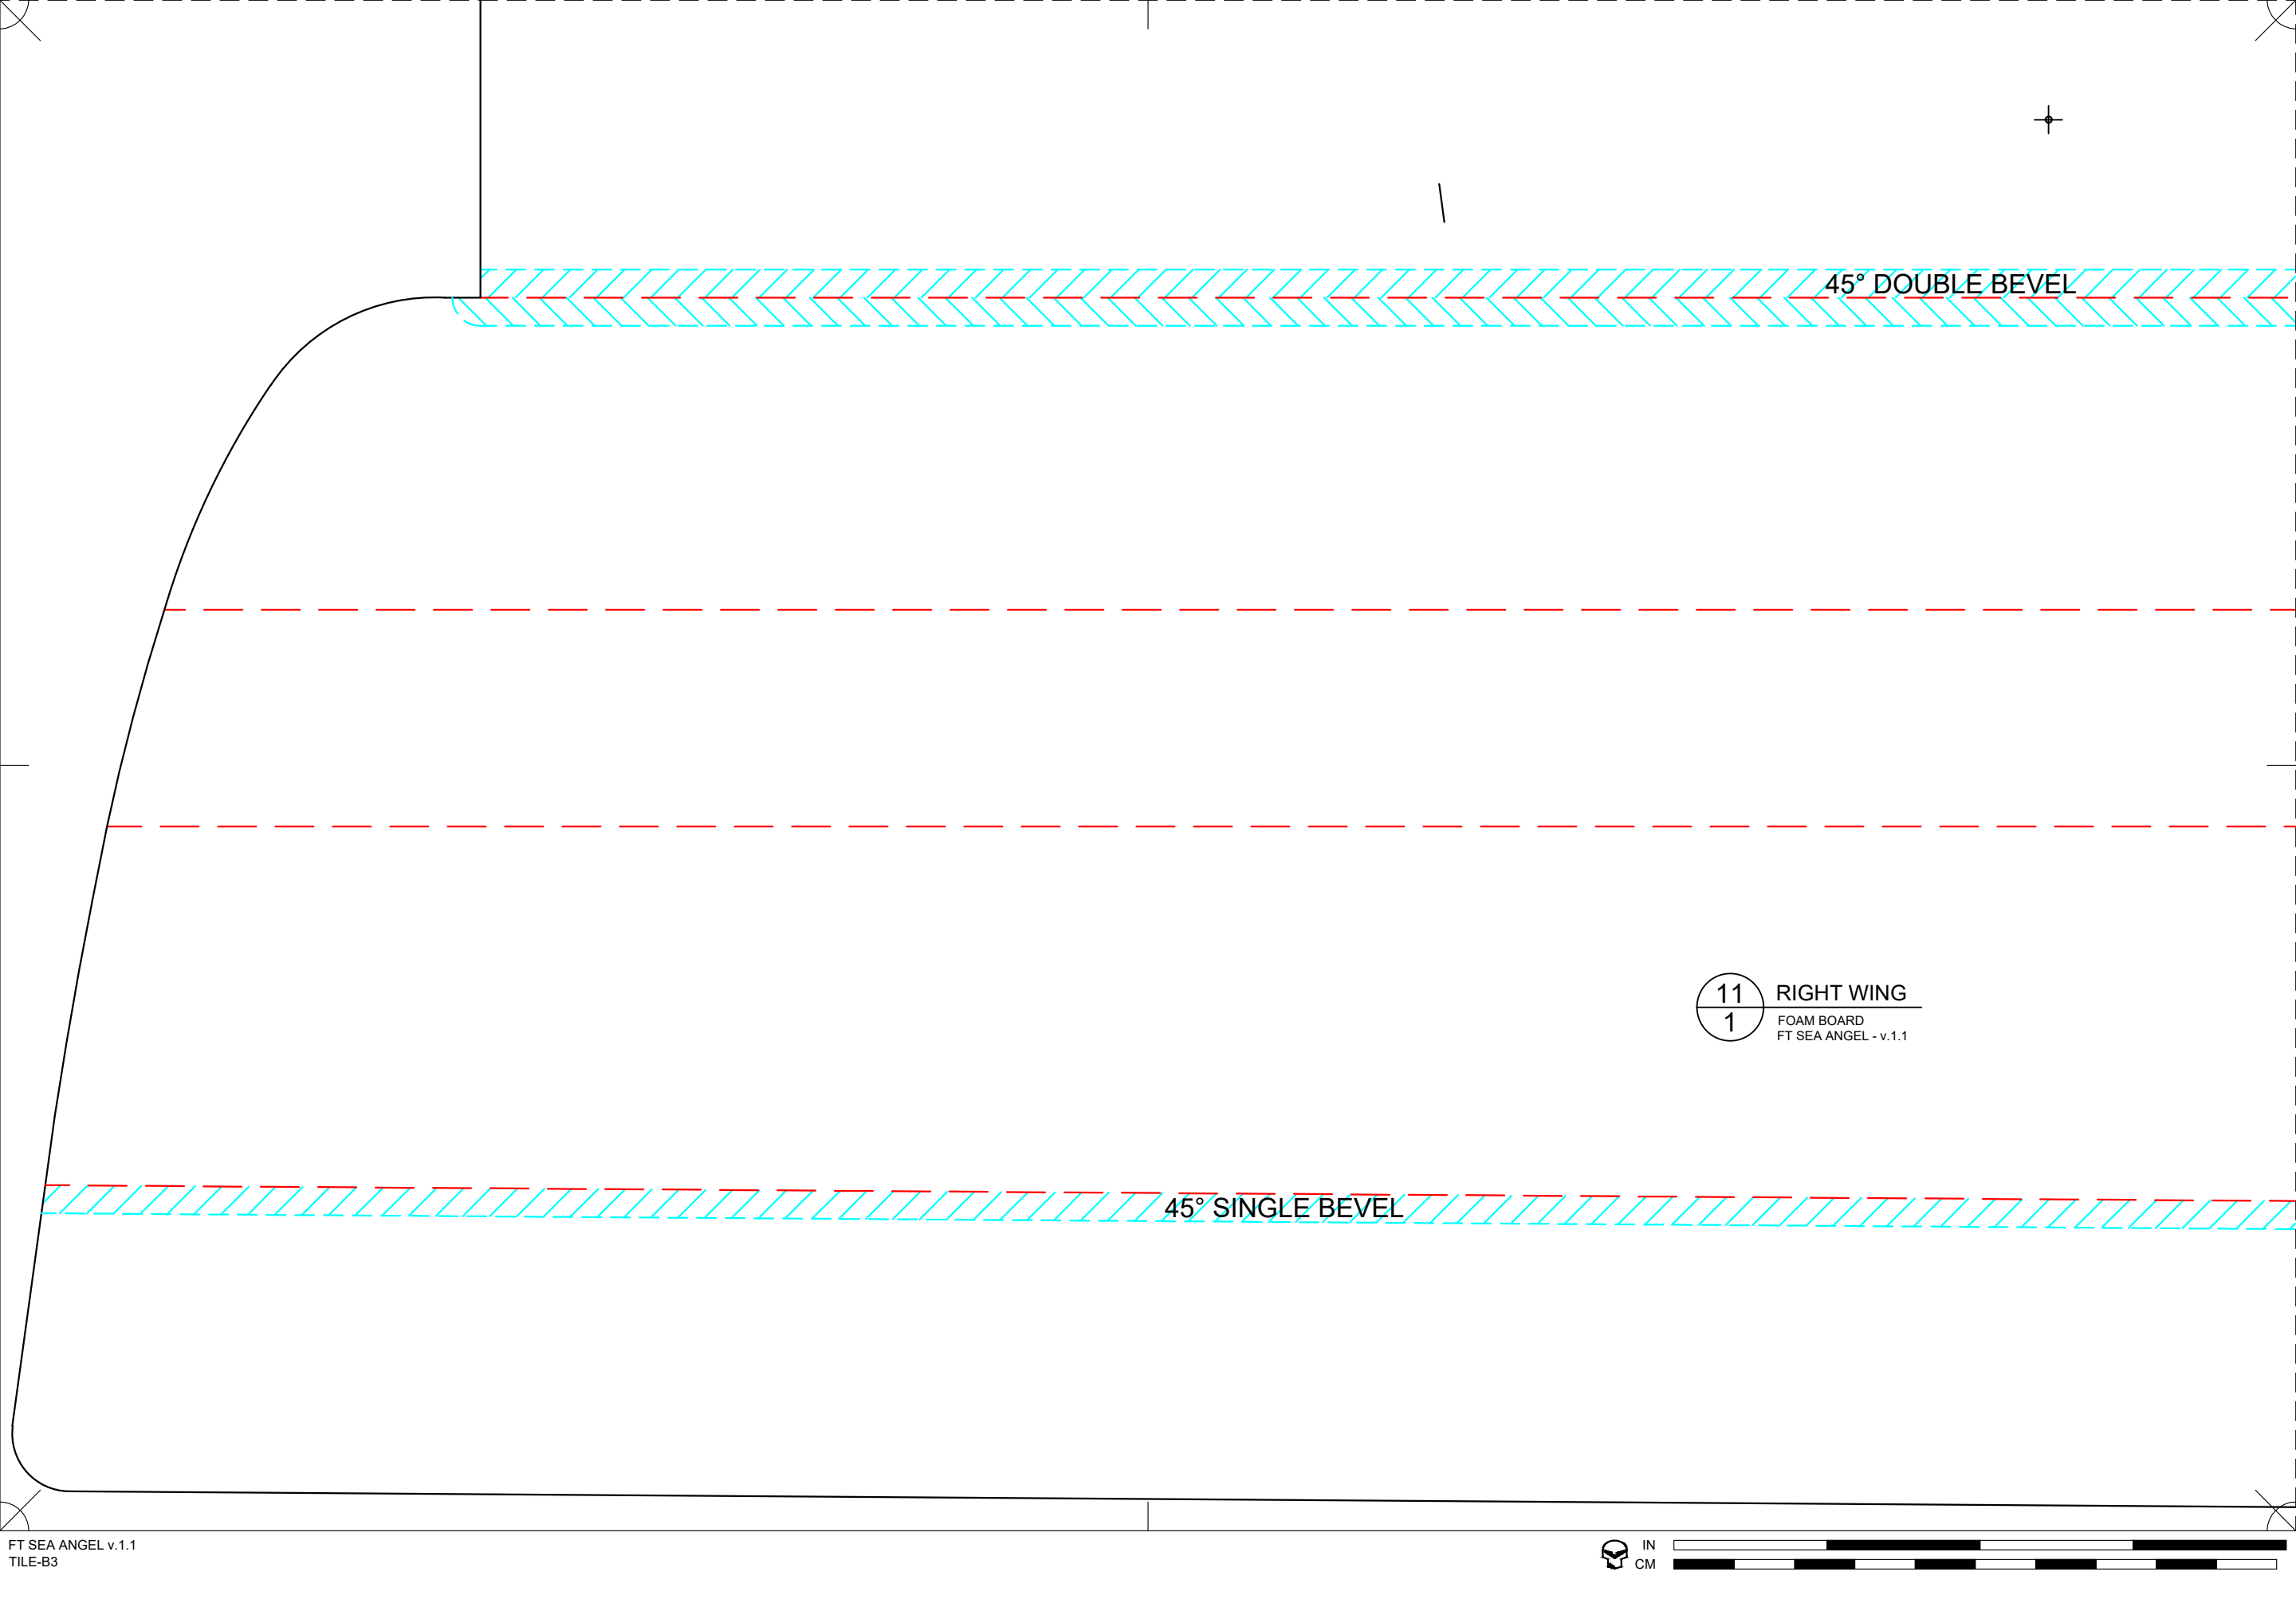 45° DOUBLE BEVEL
11
1
RIGHT WING
FOAM BOARD
FT SEA ANGEL - v.1.1
45° SINGLE BEVEL
FT SEA ANGEL v.1.1
TILE-B3
IN
CM